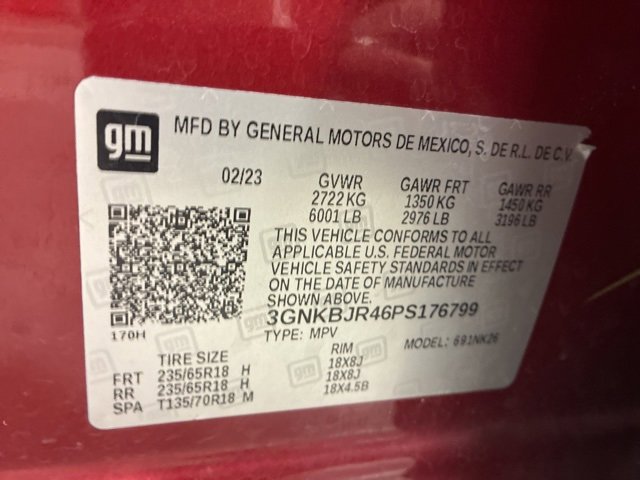 gm MFD BY GENERAL MOTORS DE MEXICO, S. DE R.L. DE C.V.
02/23 GVWR GAWR FRT GAWR RR
2722 KG 1350 KG 1450 KG
6001 LB 2976 LB 3196 LB
THIS VEHICLE CONFORMS TO ALL
APPLICABLE U.S. FEDERAL MOTOR
VEHICLE SAFETY STANDARDS IN EFFECT
ON THE DATE OF MANUFACTURE
SHOWN ABOVE.
3GNKBJR46PS176799
170H TYPE: MPV MODEL: 691NK26
TIRE SIZE RIM
FRT 235/65R18 H 18X8J
RR 235/65R18 H 18X8J
SPA T135/70R18 M 18X4.5B